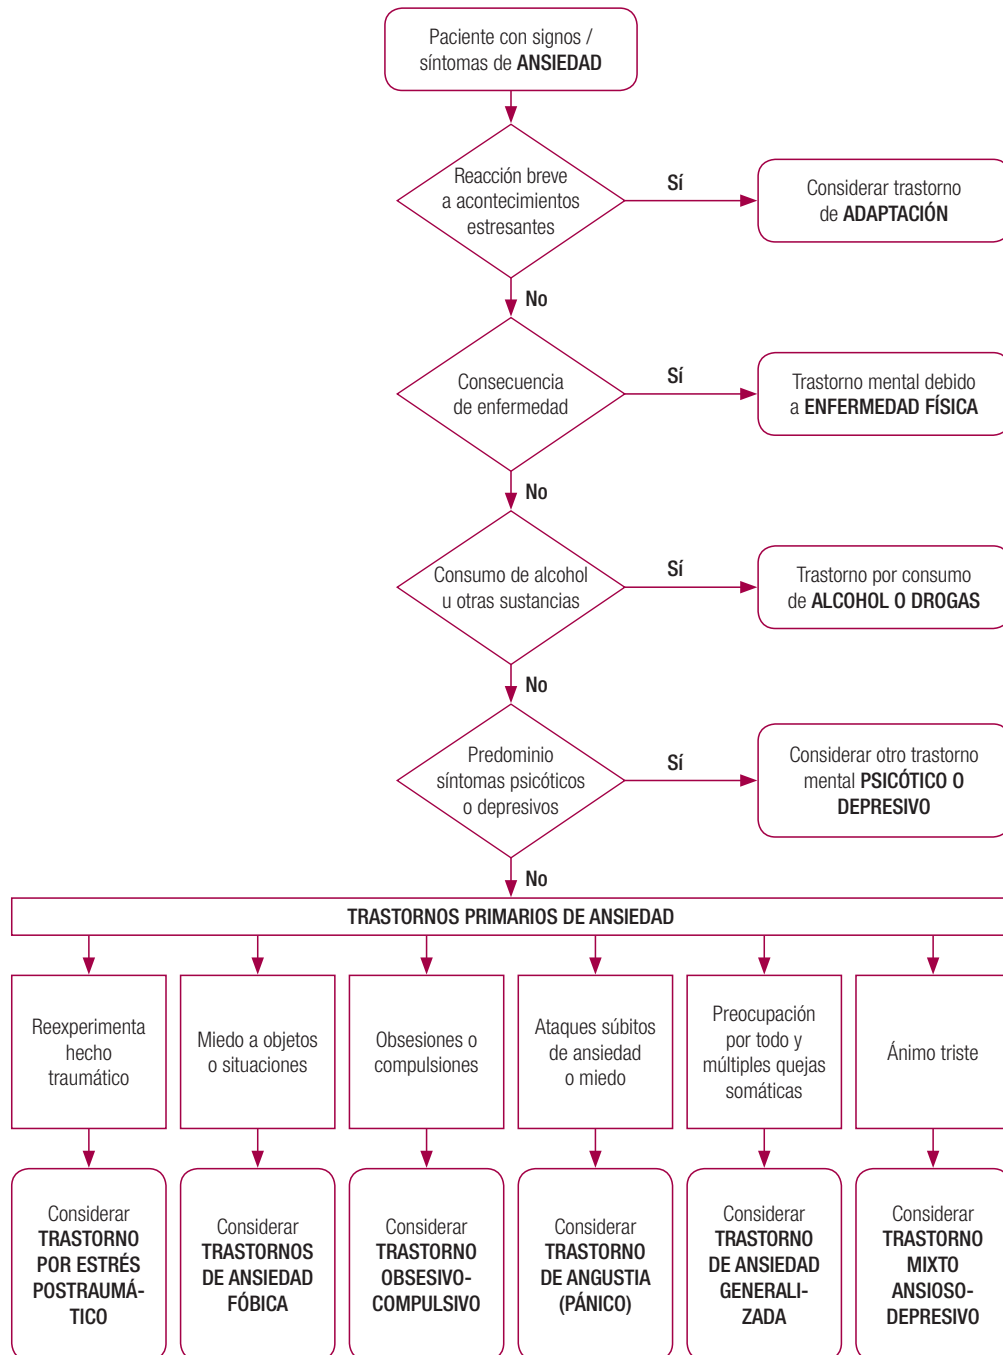 Paciente con signos /
síntomas de ANSIEDAD
Reacción breve
a acontecimientos
estresantes
Sí
Considerar trastorno
de ADAPTACIÓN
No
Consecuencia
de enfermedad
Sí
Trastorno mental debido
a ENFERMEDAD FÍSICA
No
Consumo de alcohol
u otras sustancias
Sí
Trastorno por consumo
de ALCOHOL O DROGAS
No
Predominio
síntomas psicóticos
o depresivos
Sí
Considerar otro trastorno
mental PSICÓTICO O
DEPRESIVO
No
TRASTORNOS PRIMARIOS DE ANSIEDAD
Reexperimenta
hecho
traumático
Miedo a objetos
o situaciones
Obsesiones o
compulsiones
Ataques súbitos
de ansiedad
o miedo
Preocupación
por todo y
múltiples quejas
somáticas
Ánimo triste
Considerar
TRASTORNO
POR ESTRÉS
POSTRAUMÁ-
TICO
Considerar
TRASTORNOS
DE ANSIEDAD
FÓBICA
Considerar
TRASTORNO
OBSESIVO-
COMPULSIVO
Considerar
TRASTORNO
DE ANGUSTIA
(PÁNICO)
Considerar
TRASTORNO
DE ANSIEDAD
GENERALI-
ZADA
Considerar
TRASTORNO
MIXTO
ANSIOSO-
DEPRESIVO